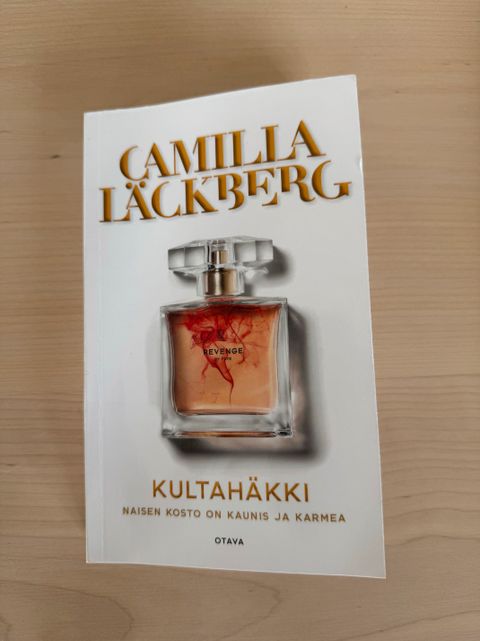 CAMILLA
LÄCKBERG
REVENGE
KULTAHÄKKI
NAISEN KOSTO ON KAUNIS JA KARMEA
OTAVA